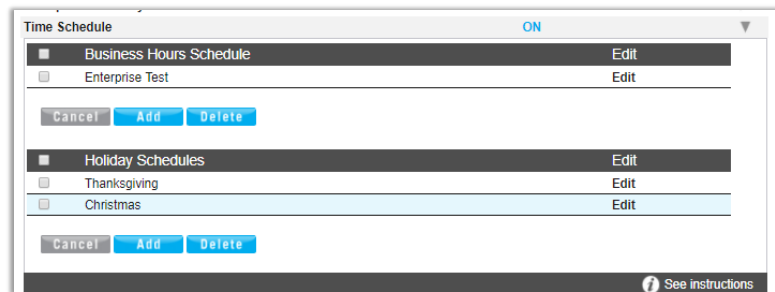 Time Schedule ON
Business Hours Schedule Edit
Enterprise Test Edit
Cancel Add Delete
Holiday Schedules Edit
Thanksgiving Edit
Christmas Edit
Cancel Add Delete
See instructions